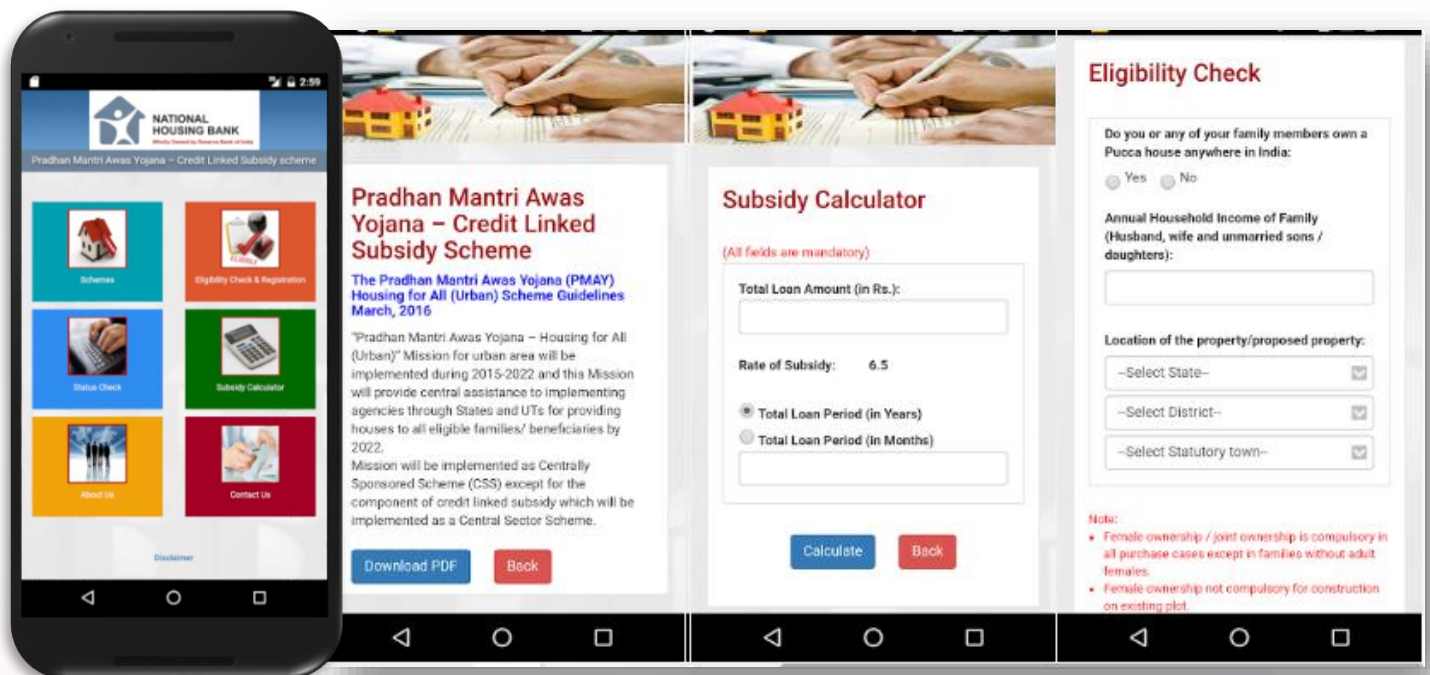 2:59
NATIONAL
HOUSING BANK
Wholly Owned by Reserve Bank of India
Pradhan Mantri Awas Yojana – Credit Linked Subsidy scheme
Schemes
ELIGIBLE
Eligibility Check & Registration
Status Check
Subsidy Calculator
About Us
Contact Us
Disclaimer
Pradhan Mantri Awas
Yojana – Credit Linked
Subsidy Scheme
The Pradhan Mantri Awas Yojana (PMAY)
Housing for All (Urban) Scheme Guidelines
March, 2016
"Pradhan Mantri Awas Yojana – Housing for All
(Urban)" Mission for urban area will be
implemented during 2015-2022 and this Mission
will provide central assistance to implementing
agencies through States and UTs for providing
houses to all eligible families/ beneficiaries by
2022.
Mission will be implemented as Centrally
Sponsored Scheme (CSS) except for the
component of credit linked subsidy which will be
implemented as a Central Sector Scheme.
Download PDF
Back
Subsidy Calculator
(All fields are mandatory)
Total Loan Amount (in Rs.):
Rate of Subsidy: 6.5
Total Loan Period (in Years)
Total Loan Period (in Months)
Calculate
Back
Eligibility Check
Do you or any of your family members own a
Pucca house anywhere in India:
Yes No
Annual Household Income of Family
(Husband, wife and unmarried sons /
daughters):
Location of the property/proposed property:
--Select State--
--Select District--
--Select Statutory town--
Note:
• Female ownership / joint ownership is compulsory in
all purchase cases except in families without adult
females.
• Female ownership not compulsory for construction
on existing plot.